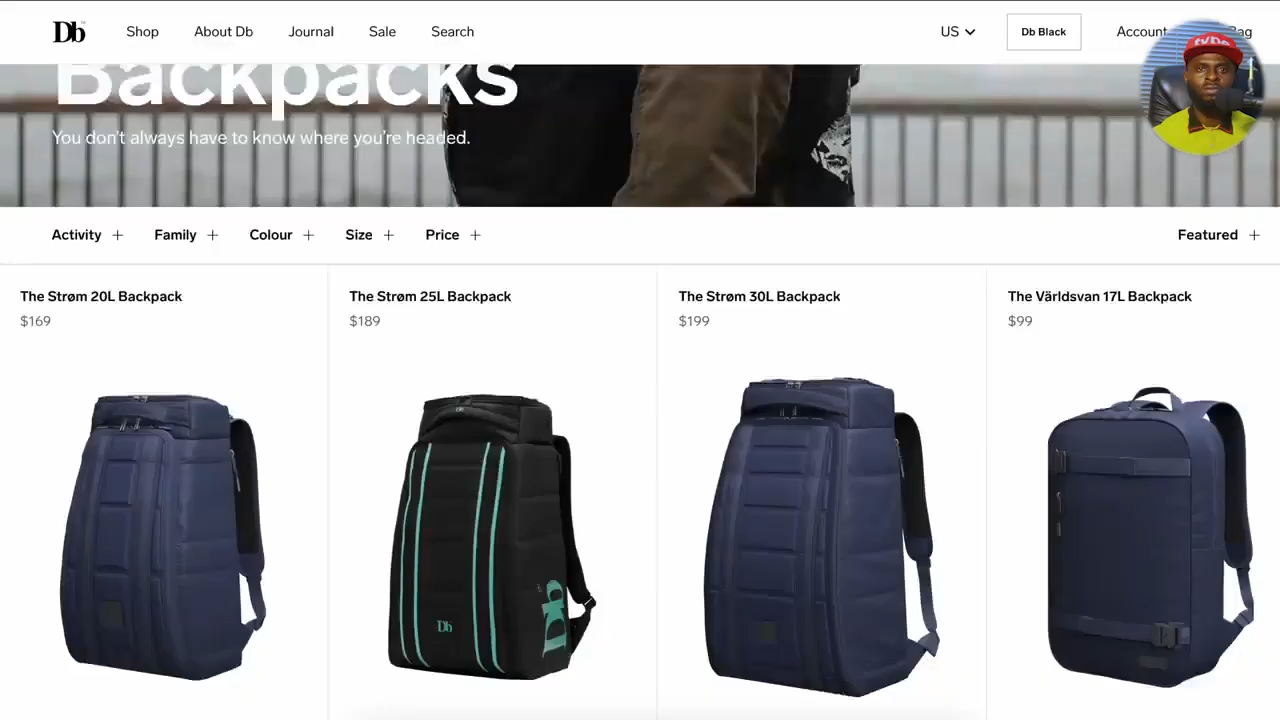 Db
Shop
About Db
Journal
Sale
Search
US
Db Black
Account
Backpacks
You don't always have to know where you're headed.
Activity +
Family +
Colour +
Size +
Price +
Featured +
The Strøm 20L Backpack
$169
The Strøm 25L Backpack
$189
The Strøm 30L Backpack
$199
The Världsvan 17L Backpack
$99
Db
Db